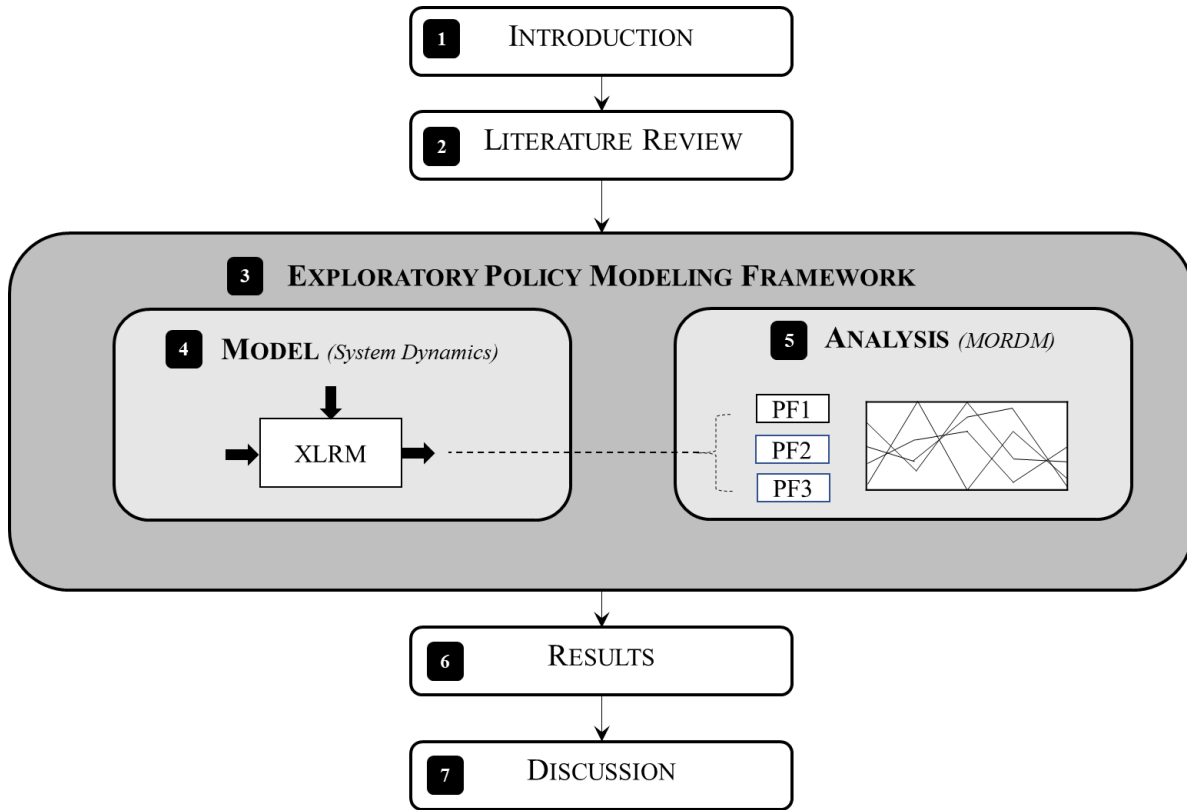 1 INTRODUCTION
2 LITERATURE REVIEW
3 EXPLORATORY POLICY MODELING FRAMEWORK
4 MODEL (System Dynamics)
XLRM
5 ANALYSIS (MORDM)
PF1
PF2
PF3
6 RESULTS
7 DISCUSSION